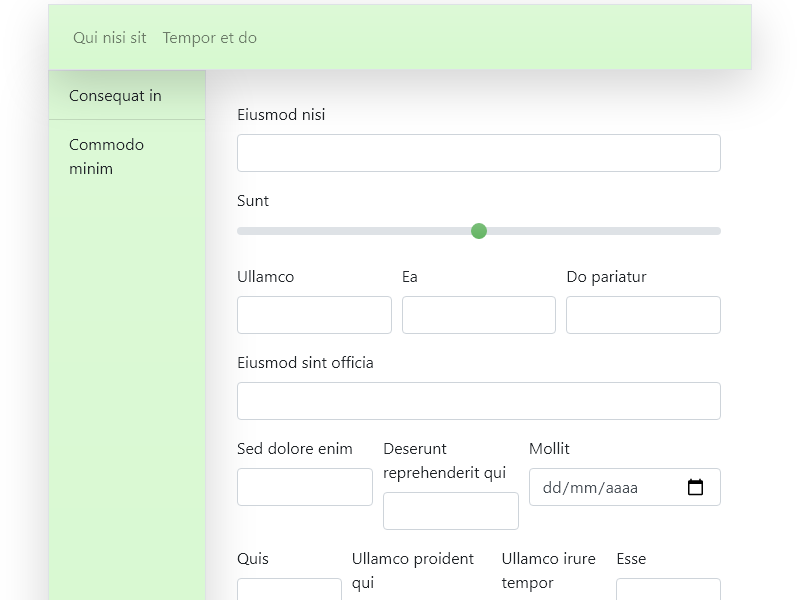 Qui nisi sit Tempor et do
Consequat in
Commodo
minim
Eiusmod nisi
Sunt
Ullamco Ea Do pariatur
Eiusmod sint officia
Sed dolore enim Deserunt Mollit
reprehenderit qui
dd/mm/aaaa
Quis Ullamco proident Ullamco irure Esse
qui tempor